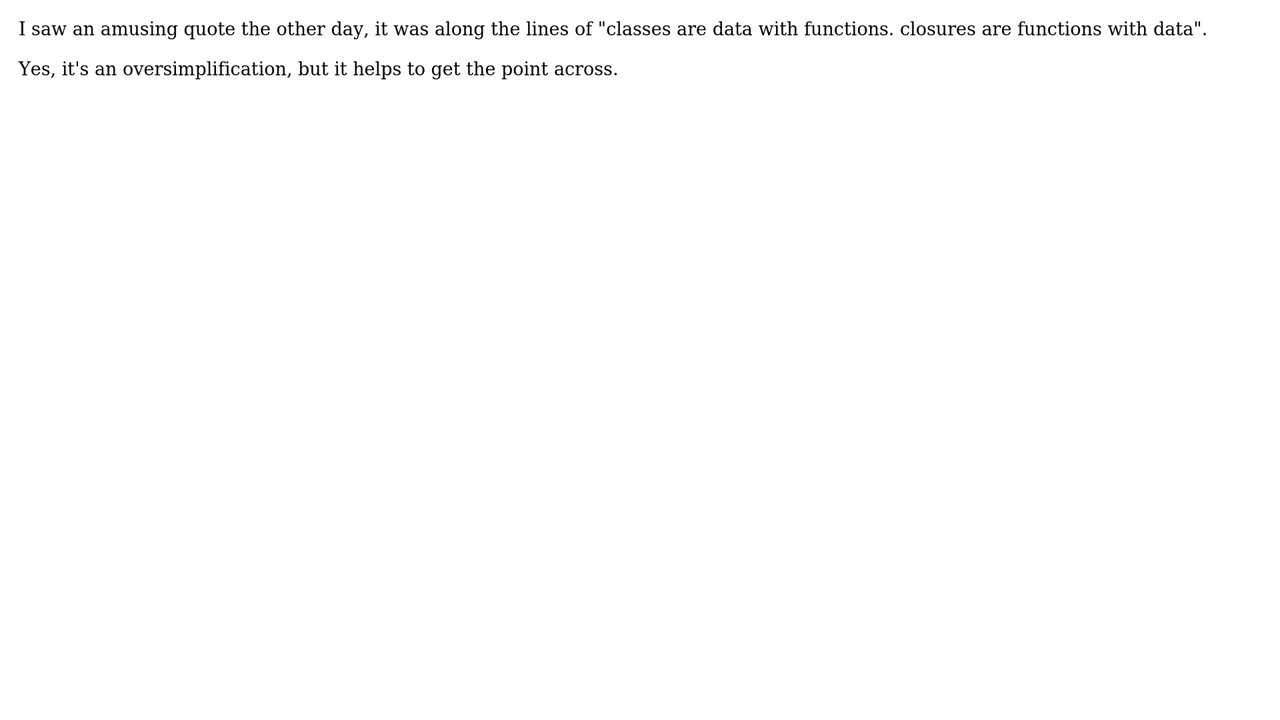 I saw an amusing quote the other day, it was along the lines of "classes are data with functions. closures are functions with data".
Yes, it's an oversimplification, but it helps to get the point across.